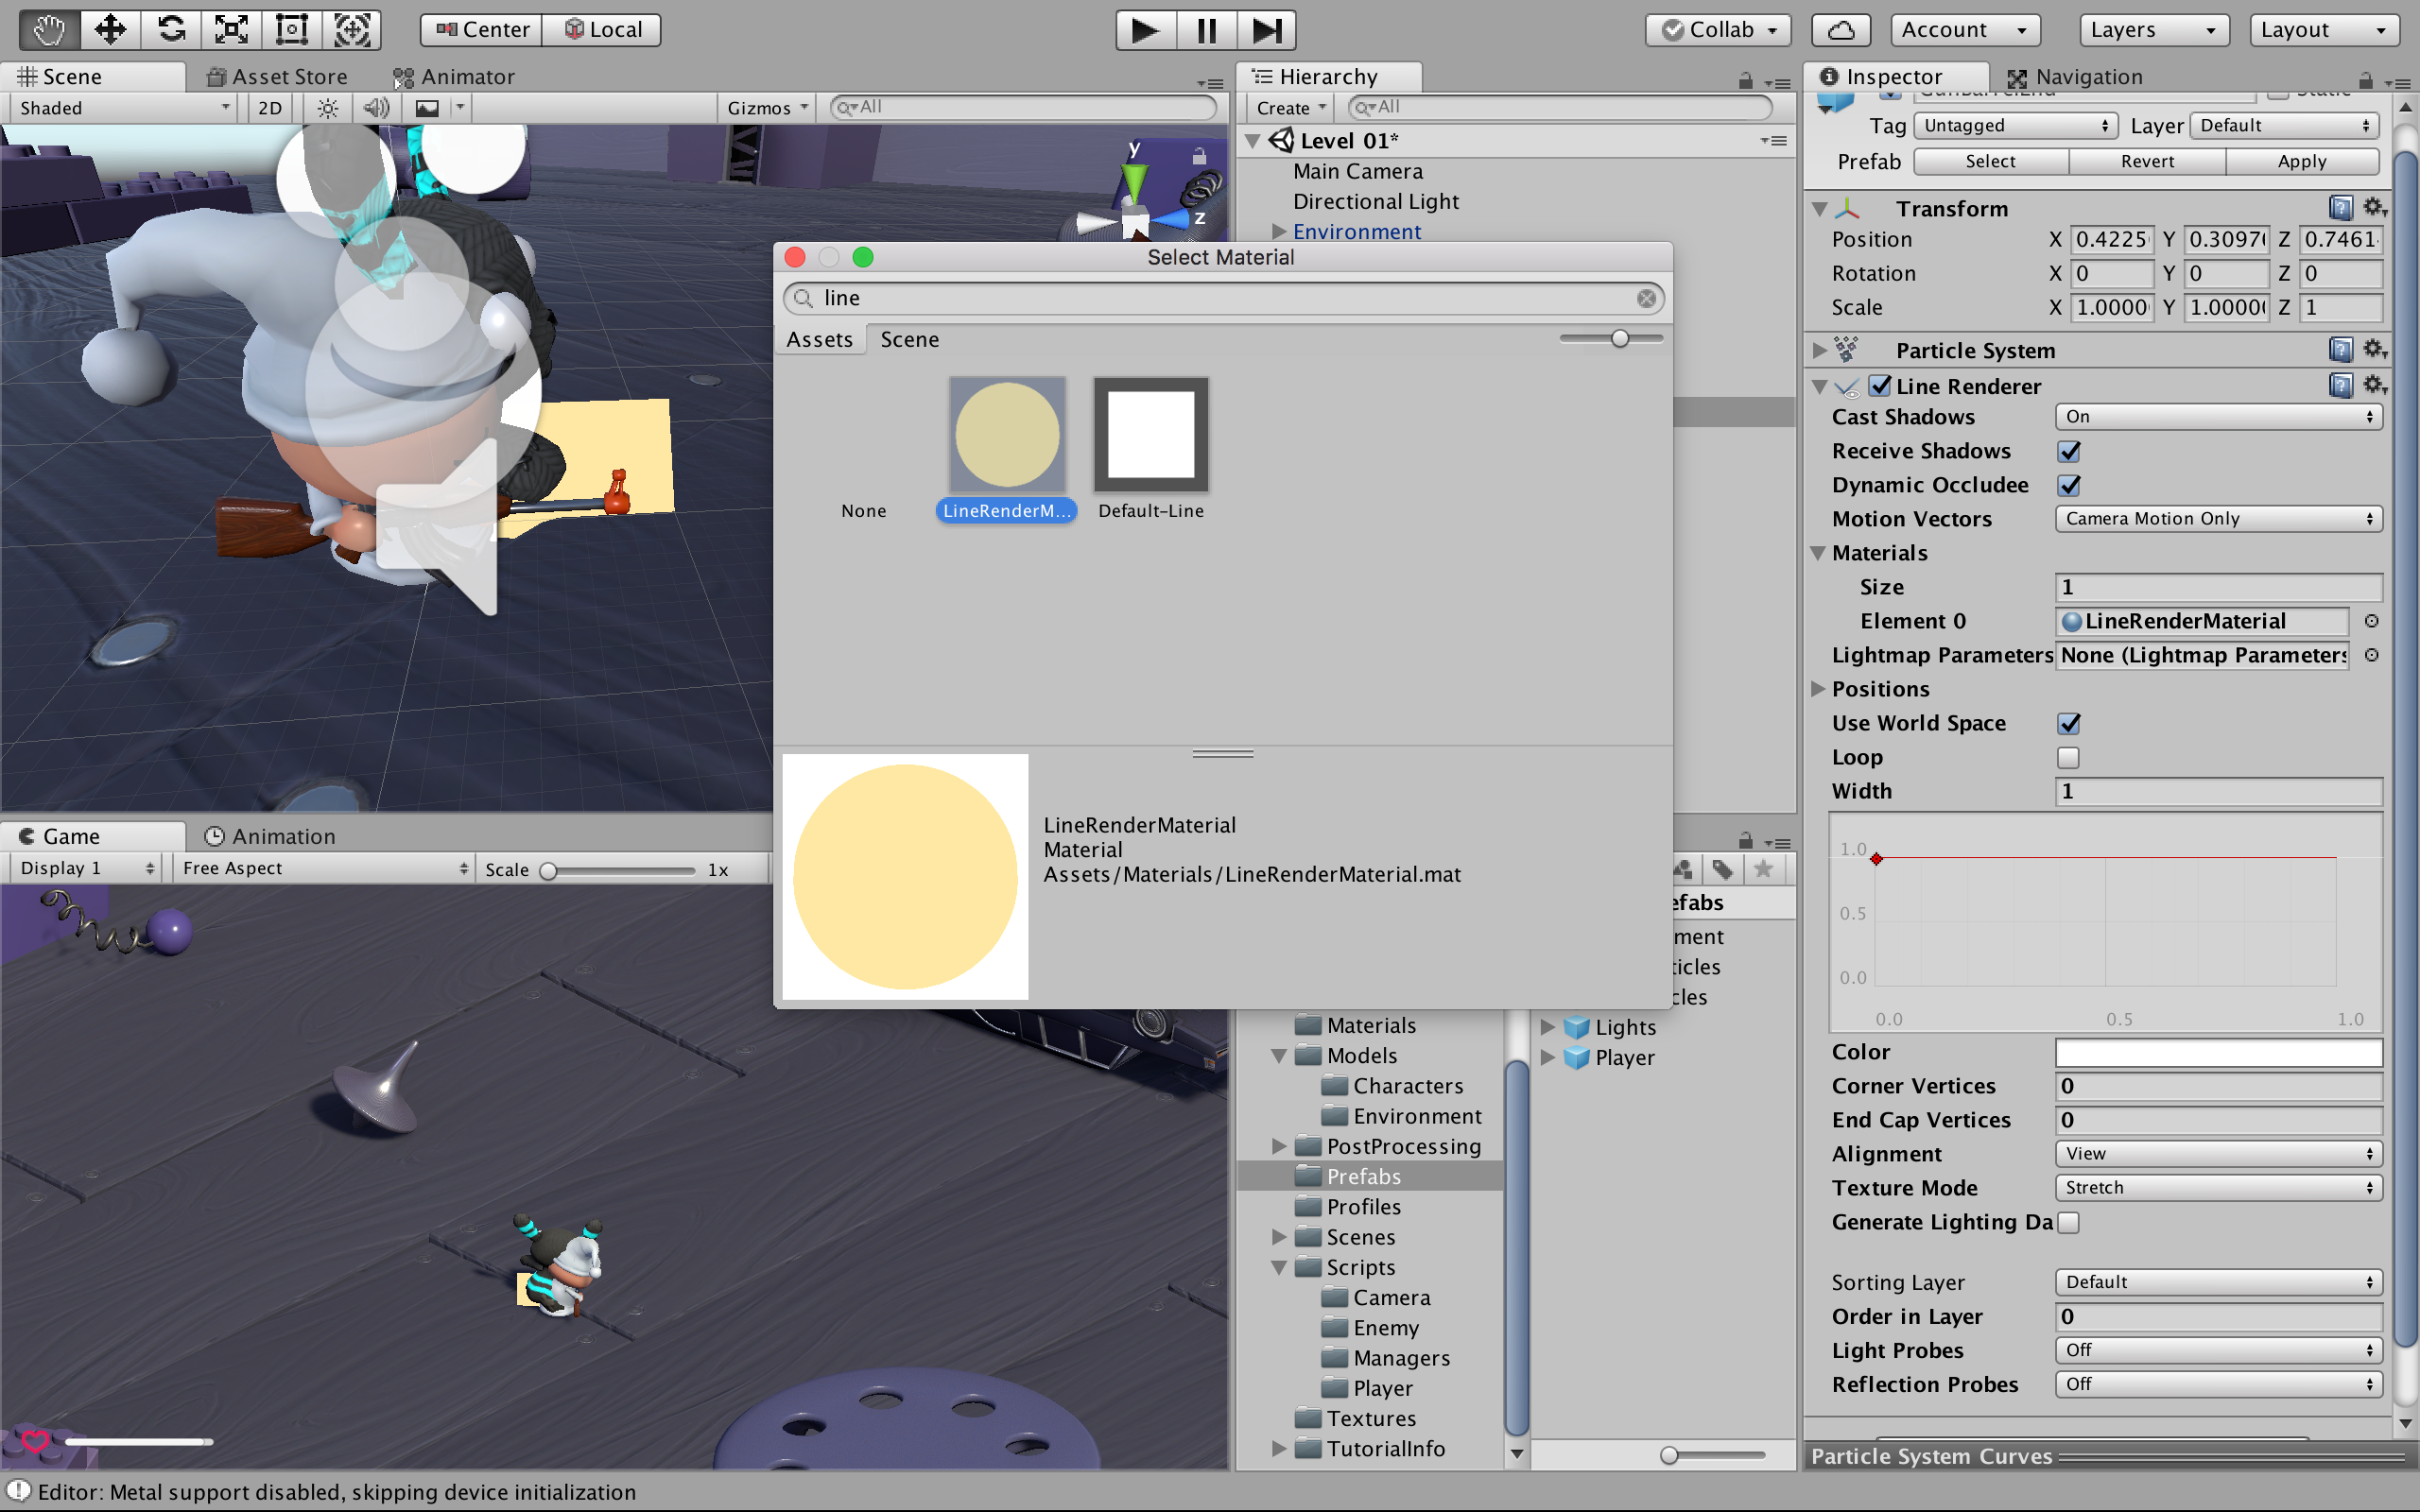 Center Local Collab Account Layers Layout
Scene Asset Store Animator
Shaded 2D Gizmos All
y
z
Hierarchy
Create All
Level 01*
Main Camera
Directional Light
Environment
Inspector Navigation
Tag Untagged Layer Default
Prefab Select Revert Apply
Transform
Position X 0.4225 Y 0.3097 Z 0.7461
Rotation X 0 Y 0 Z 0
Scale X 1.0000 Y 1.0000 Z 1
Particle System
Line Renderer
Cast Shadows On
Receive Shadows
Dynamic Occludee
Motion Vectors Camera Motion Only
Materials
Size 1
Element 0 LineRenderMaterial
Lightmap Parameters None (Lightmap Parameters
Positions
Use World Space
Loop
Width 1
1.0
0.5
0.0
0.0 0.5 1.0
Color
Corner Vertices 0
End Cap Vertices 0
Alignment View
Texture Mode Stretch
Generate Lighting Da
Sorting Layer Default
Order in Layer 0
Light Probes Off
Reflection Probes Off
Particle System Curves
Select Material
line
Assets Scene
None LineRenderM... Default-Line
LineRenderMaterial
Material
Assets/Materials/LineRenderMaterial.mat
Game Animation
Display 1 Free Aspect Scale 1x
efabs
ment
ticles
cles
Lights
Player
Materials
Models
Characters
Environment
PostProcessing
Prefabs
Profiles
Scenes
Scripts
Camera
Enemy
Managers
Player
Textures
TutorialInfo
Editor: Metal support disabled, skipping device initialization